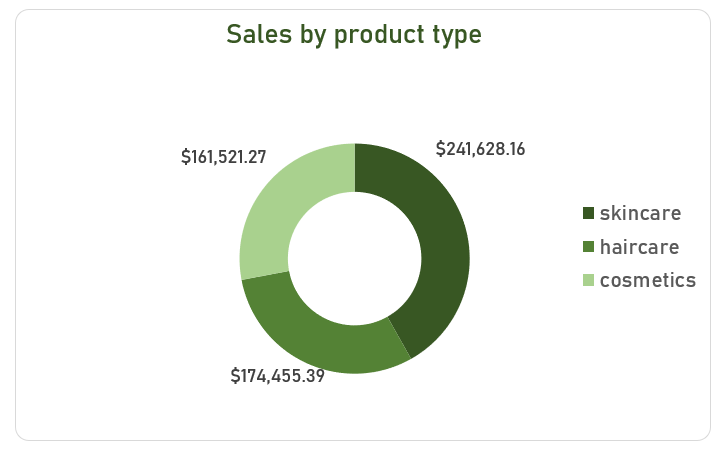 Sales by product type
$161,521.27
$241,628.16
$174,455.39
skincare
haircare
cosmetics